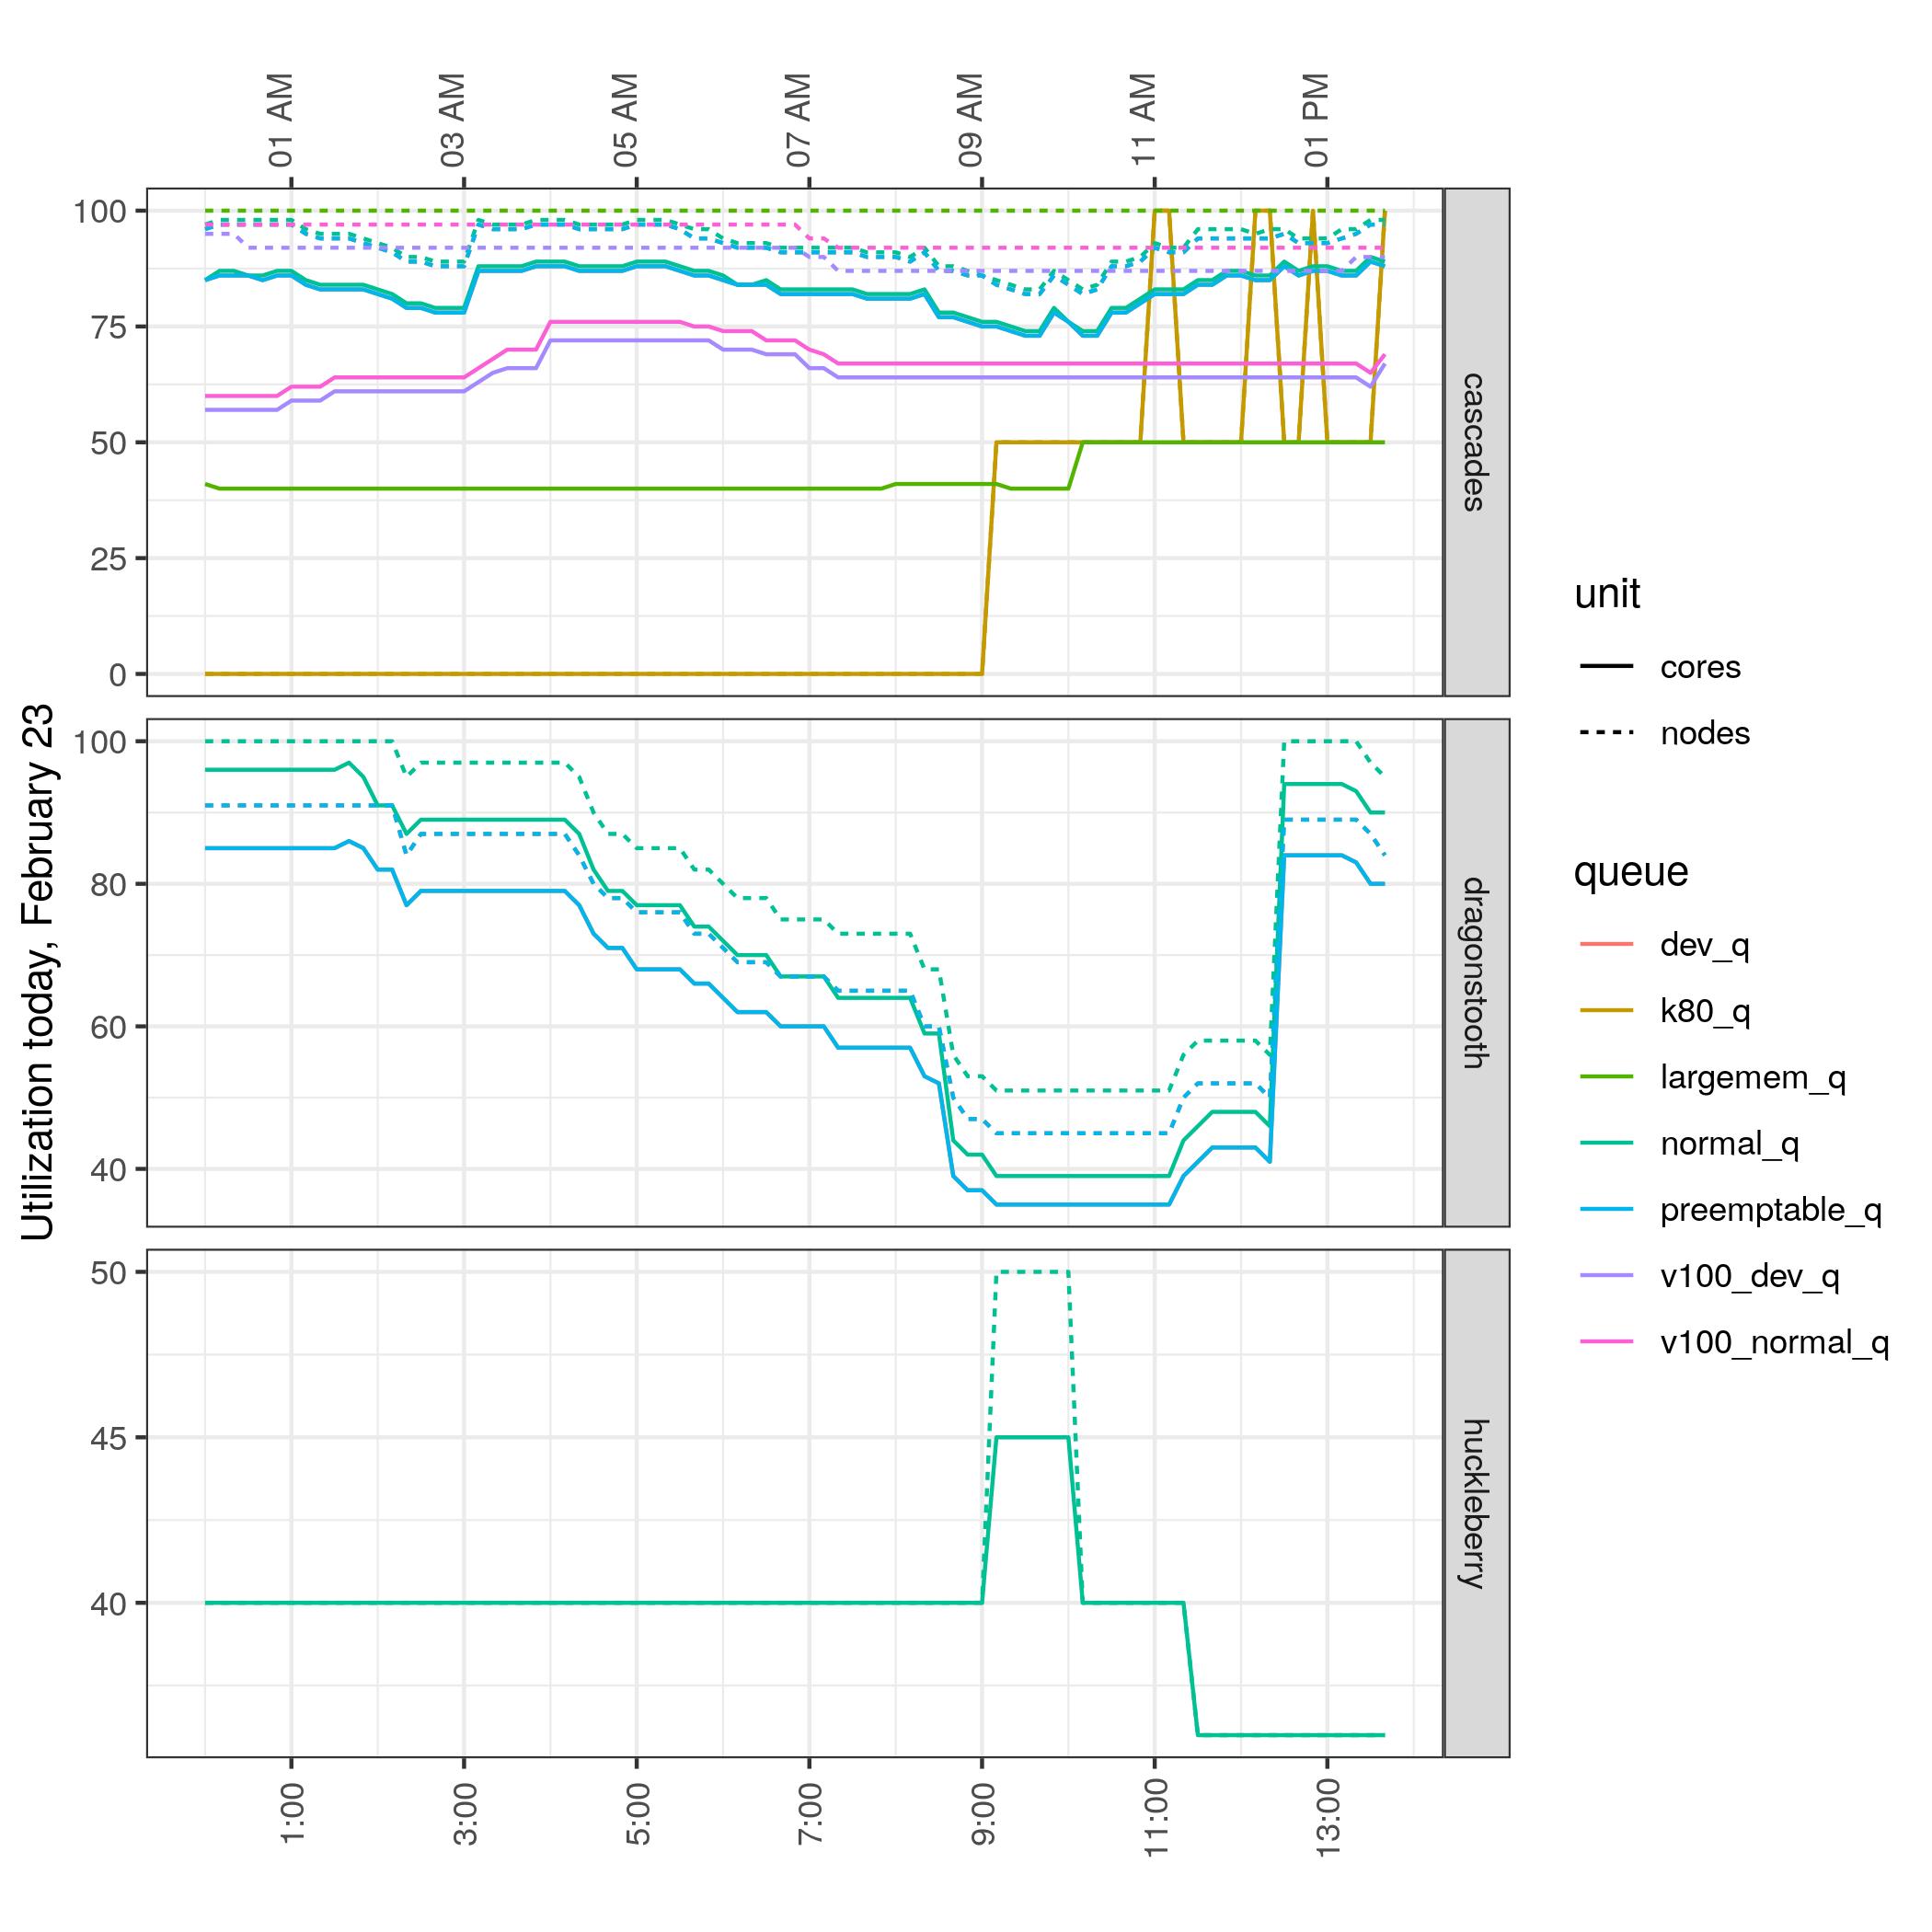 01 AM
03 AM
05 AM
07 AM
09 AM
11 AM
01 PM
Utilization today, February 23
100
75
50
25
0
cascades
100
80
60
40
dragonstooth
50
45
40
huckleberry
1:00
3:00
5:00
7:00
9:00
11:00
13:00
unit
cores
nodes
queue
dev_q
k80_q
largemem_q
normal_q
preemptable_q
v100_dev_q
v100_normal_q